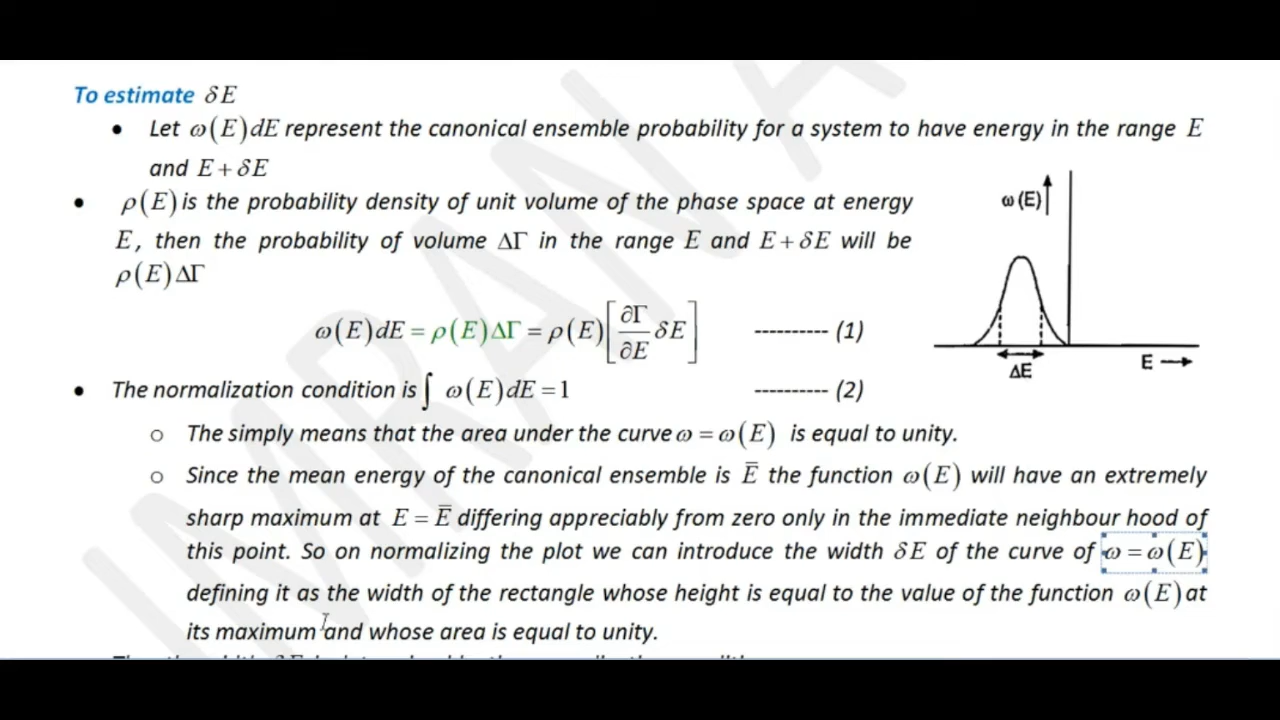 To estimate δE
• Let ω(E)dE represent the canonical ensemble probability for a system to have energy in the range E
and E + δE
• ρ(E) is the probability density of unit volume of the phase space at energy
E, then the probability of volume ΔΓ in the range E and E + δE will be
ρ(E)ΔΓ
ω(E)dE = ρ(E)ΔΓ = ρ(E)[∂Γ/∂E δE] ---------- (1)
ω(E)
E
ΔE
• The normalization condition is ∫ ω(E)dE = 1 ---------- (2)
o The simply means that the area under the curve ω = ω(E) is equal to unity.
o Since the mean energy of the canonical ensemble is Ē the function ω(E) will have an extremely
sharp maximum at E = Ē differing appreciably from zero only in the immediate neighbour hood of
this point. So on normalizing the plot we can introduce the width δE of the curve of ω = ω(E)
defining it as the width of the rectangle whose height is equal to the value of the function ω(E) at
its maximum and whose area is equal to unity.
IMRAN A